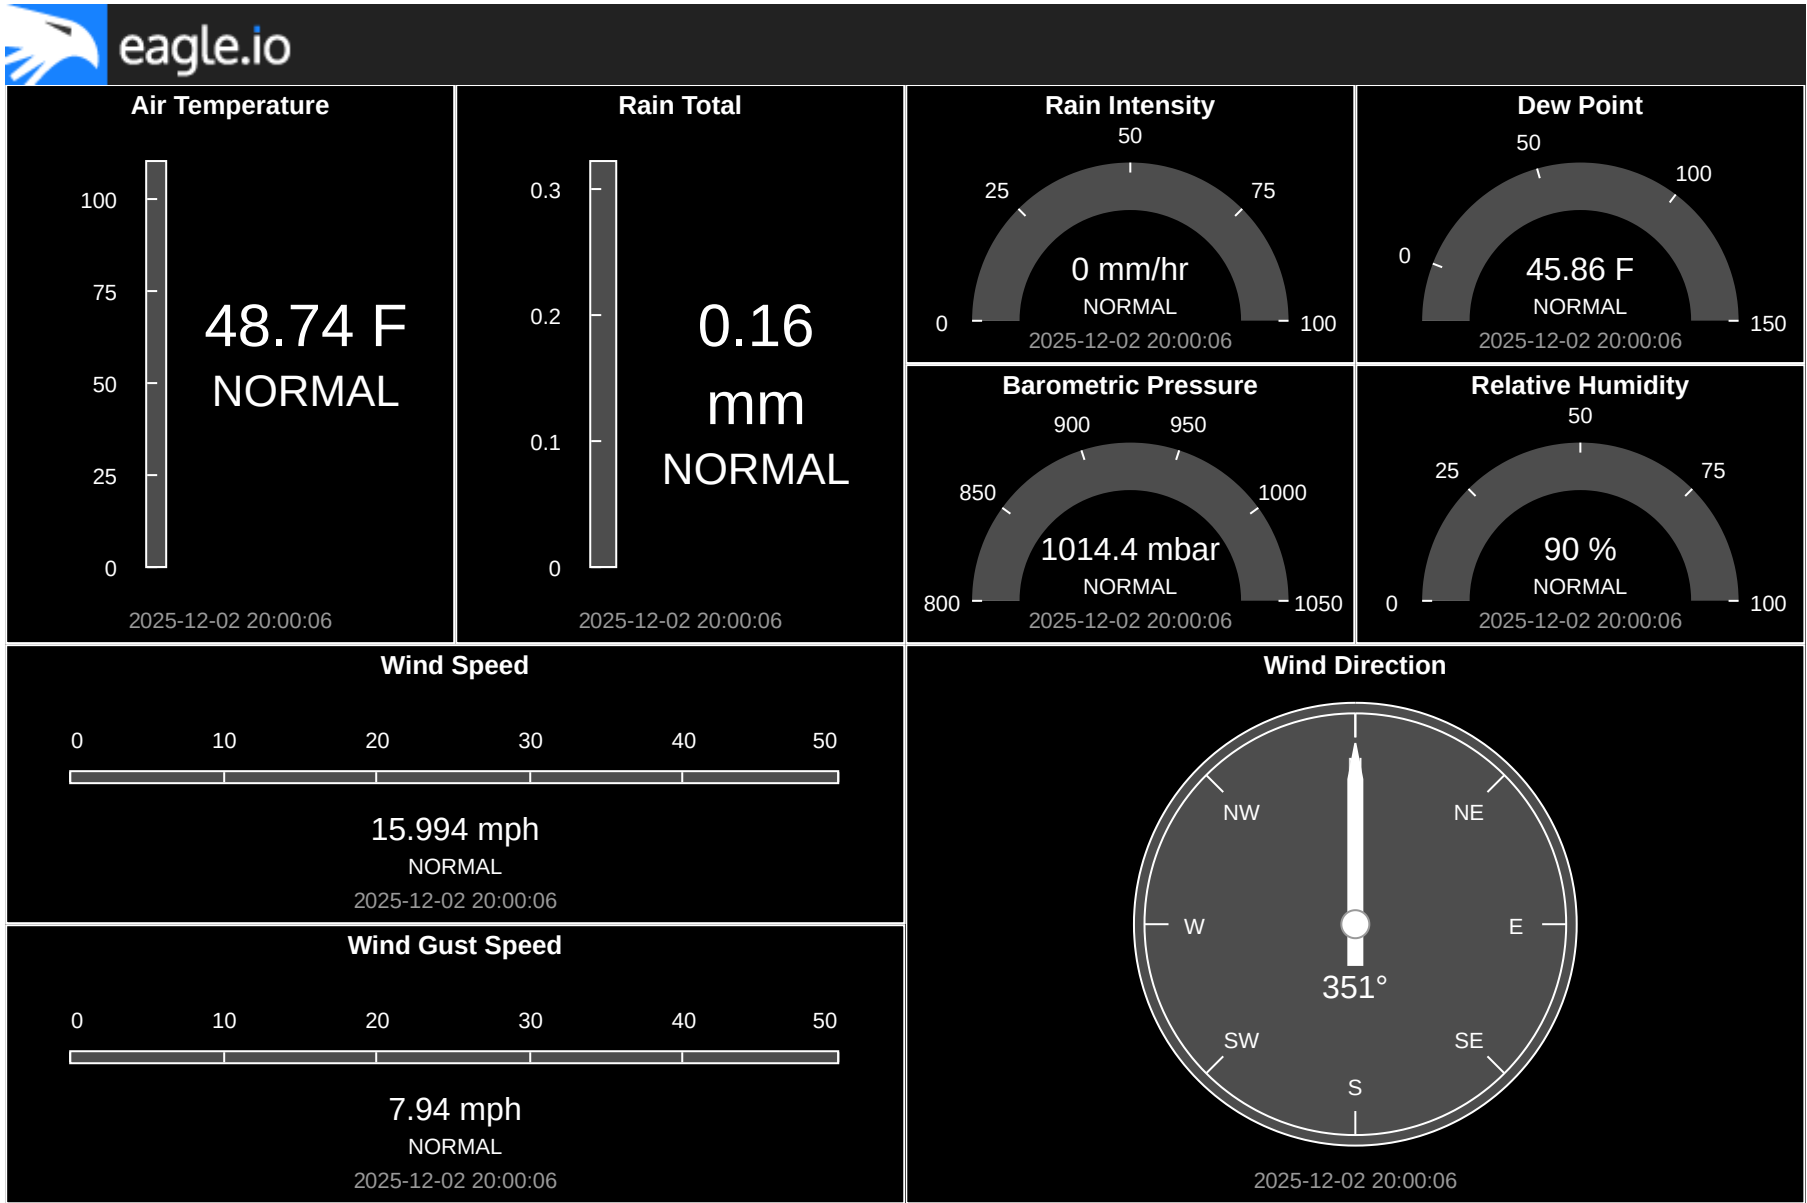 eagle.io
Air Temperature
100
75
50
25
0
48.74 F
NORMAL
2025-12-02 20:00:06
Rain Total
0.3
0.2
0.1
0
0.16
mm
NORMAL
2025-12-02 20:00:06
Rain Intensity
0
25
50
75
100
0 mm/hr
NORMAL
2025-12-02 20:00:06
Dew Point
0
50
100
150
45.86 F
NORMAL
2025-12-02 20:00:06
Barometric Pressure
800
850
900
950
1000
1050
1014.4 mbar
NORMAL
2025-12-02 20:00:06
Relative Humidity
0
25
50
75
100
90 %
NORMAL
2025-12-02 20:00:06
Wind Speed
0 10 20 30 40 50
15.994 mph
NORMAL
2025-12-02 20:00:06
Wind Gust Speed
0 10 20 30 40 50
7.94 mph
NORMAL
2025-12-02 20:00:06
Wind Direction
NW NE
W E
351°
SW SE
S
2025-12-02 20:00:06